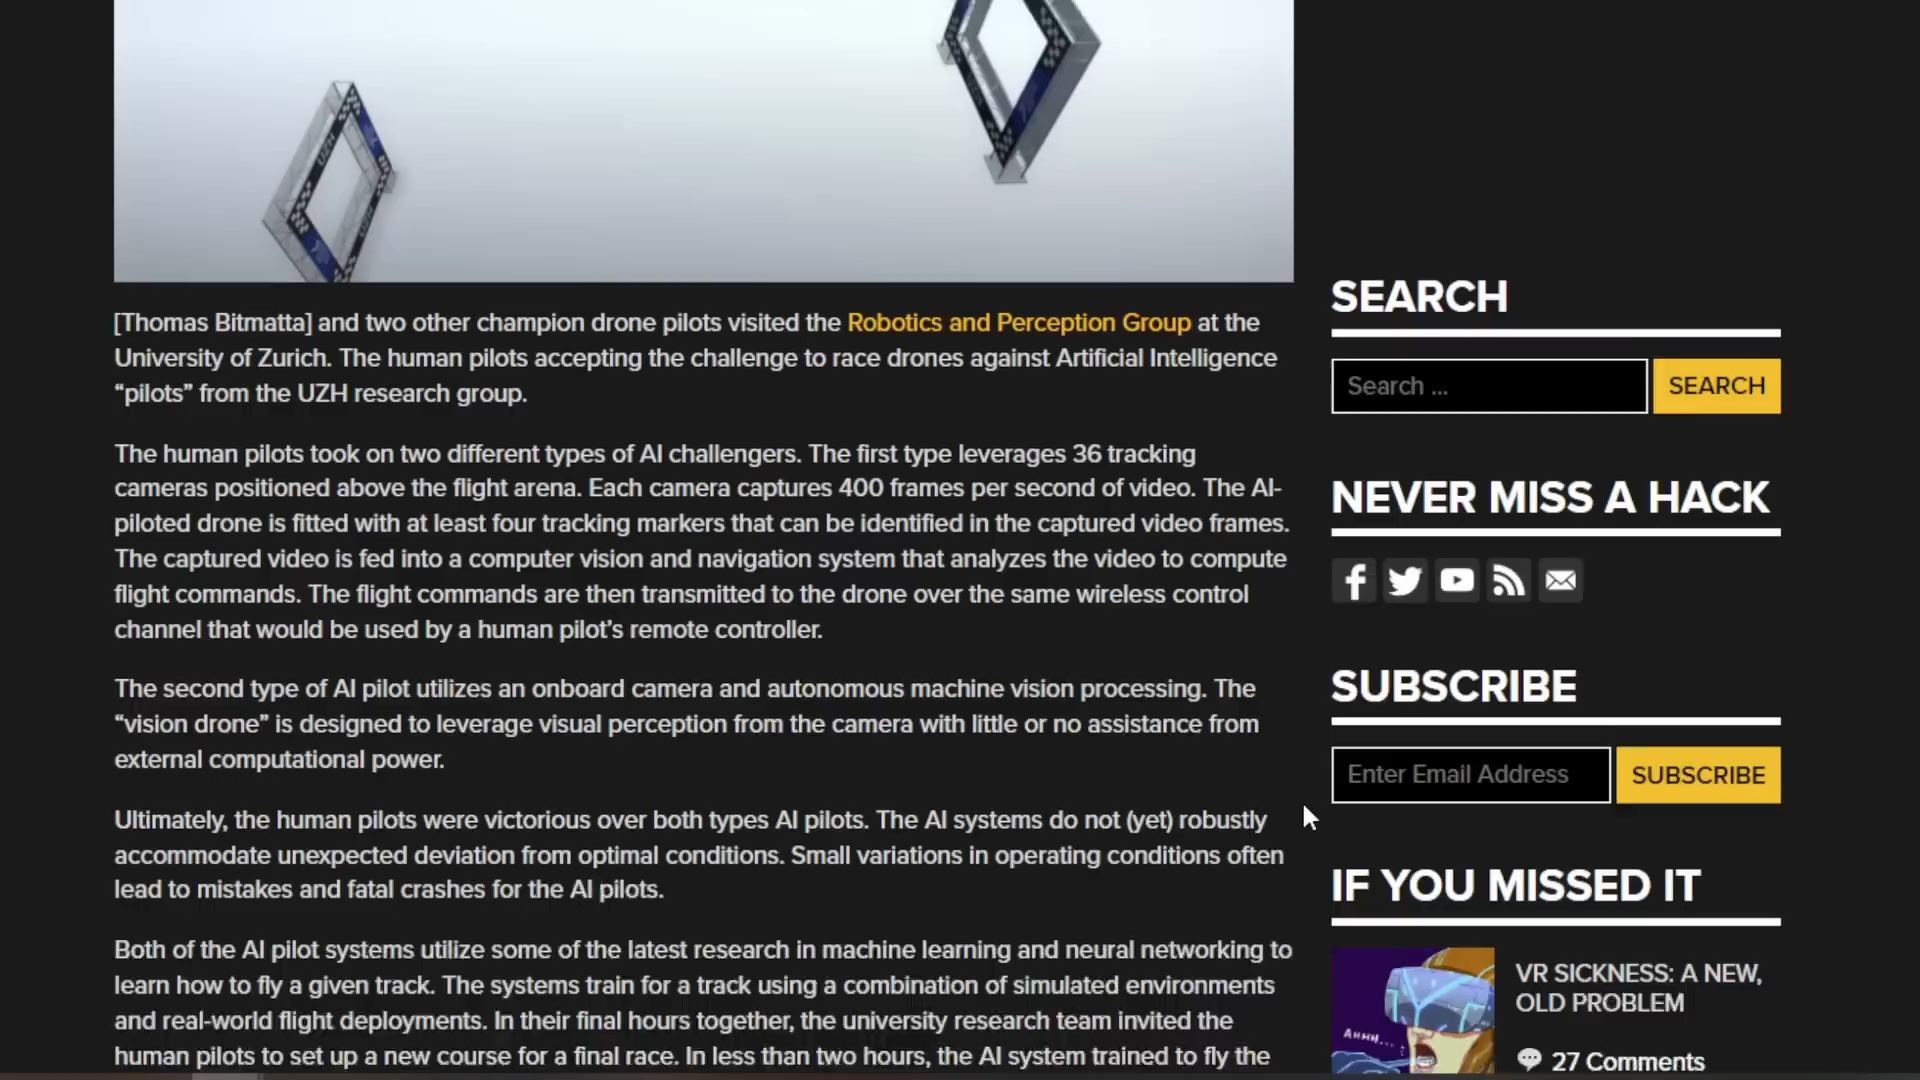 UZH
[Thomas Bitmatta] and two other champion drone pilots visited the Robotics and Perception Group at the
University of Zurich. The human pilots accepting the challenge to race drones against Artificial Intelligence
“pilots” from the UZH research group.
The human pilots took on two different types of AI challengers. The first type leverages 36 tracking
cameras positioned above the flight arena. Each camera captures 400 frames per second of video. The AI-
piloted drone is fitted with at least four tracking markers that can be identified in the captured video frames.
The captured video is fed into a computer vision and navigation system that analyzes the video to compute
flight commands. The flight commands are then transmitted to the drone over the same wireless control
channel that would be used by a human pilot’s remote controller.
The second type of AI pilot utilizes an onboard camera and autonomous machine vision processing. The
“vision drone” is designed to leverage visual perception from the camera with little or no assistance from
external computational power.
Ultimately, the human pilots were victorious over both types AI pilots. The AI systems do not (yet) robustly
accommodate unexpected deviation from optimal conditions. Small variations in operating conditions often
lead to mistakes and fatal crashes for the AI pilots.
Both of the AI pilot systems utilize some of the latest research in machine learning and neural networking to
learn how to fly a given track. The systems train for a track using a combination of simulated environments
and real-world flight deployments. In their final hours together, the university research team invited the
human pilots to set up a new course for a final race. In less than two hours, the AI system trained to fly the
SEARCH
Search ...
SEARCH
NEVER MISS A HACK
SUBSCRIBE
Enter Email Address
SUBSCRIBE
IF YOU MISSED IT
AHHH...
VR SICKNESS: A NEW,
OLD PROBLEM
27 Comments